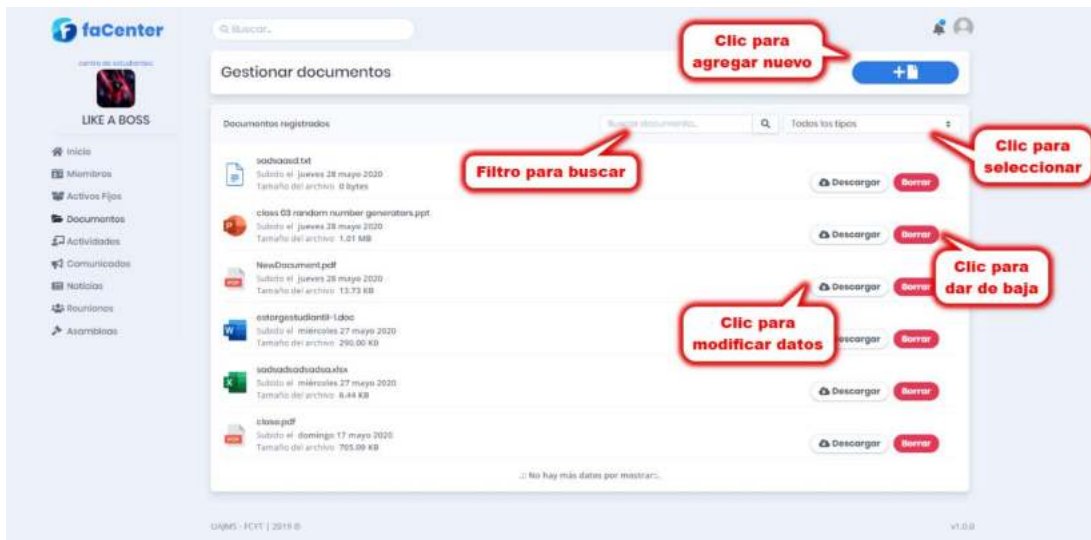 faCenter
Buscar..
centro de estudiantes
LIKE A BOSS
Inicio
Miembros
Activos Fijos
Documentos
Actividades
Comunicados
Noticias
Reuniones
Asambleas
Gestionar documentos
Clic para
agregar nuevo
Documentos registrados
Buscar documento..
Todos los tipos
Filtro para buscar
Clic para
seleccionar
sadsaasd.txt
Subido el jueves 28 mayo 2020
Tamaño del archivo 0 bytes
Descargar Borrar
class 03 random number generators.ppt
Subido el jueves 28 mayo 2020
Tamaño del archivo 1.01 MB
Descargar Borrar
Clic para
dar de baja
NewDocument.pdf
Subido el jueves 28 mayo 2020
Tamaño del archivo 13.73 KB
Descargar Borrar
Clic para
modificar datos
estorgestudiantil-1.doc
Subido el miércoles 27 mayo 2020
Tamaño del archivo 290.00 KB
Descargar Borrar
sadsadsadsadsa.xlsx
Subido el miércoles 27 mayo 2020
Tamaño del archivo 6.44 KB
Descargar Borrar
clase.pdf
Subido el domingo 17 mayo 2020
Tamaño del archivo 705.09 KB
Descargar Borrar
..:: No hay más datos por mostrar::..
UAJMS - FCYT | 2019 ©
v1.0.0